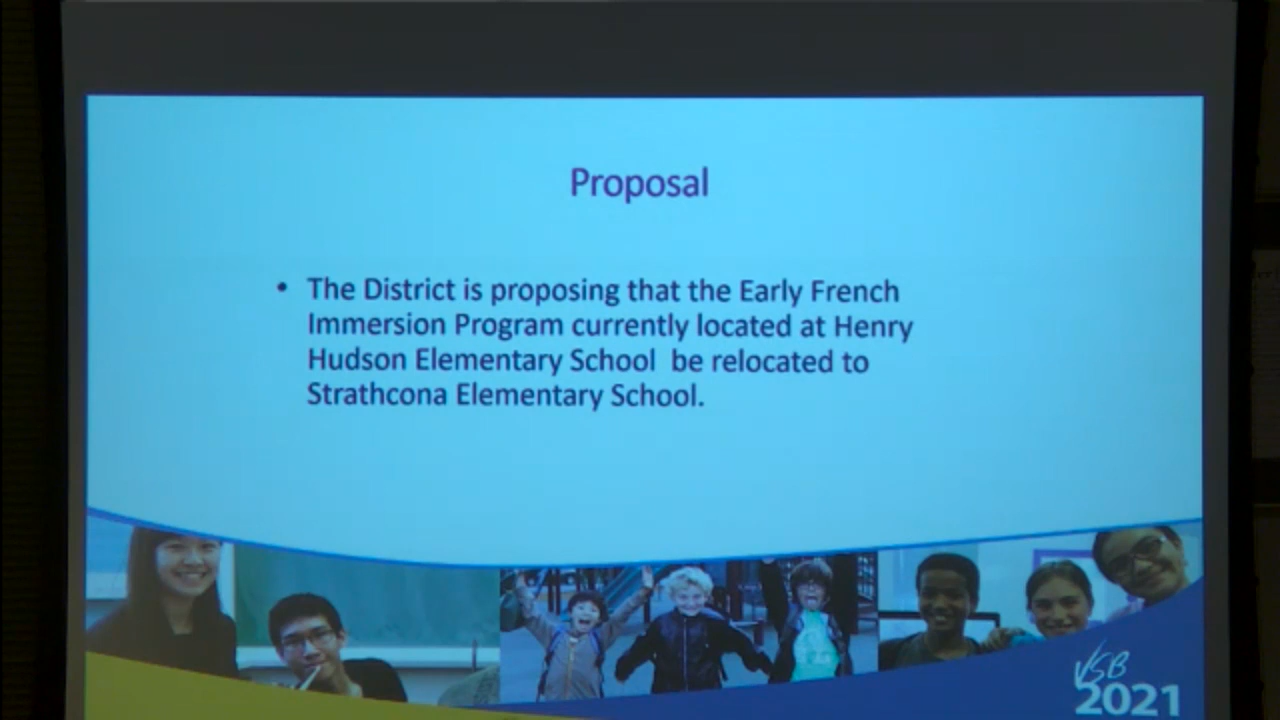 Proposal
• The District is proposing that the Early French
Immersion Program currently located at Henry
Hudson Elementary School be relocated to
Strathcona Elementary School.
VSB
2021